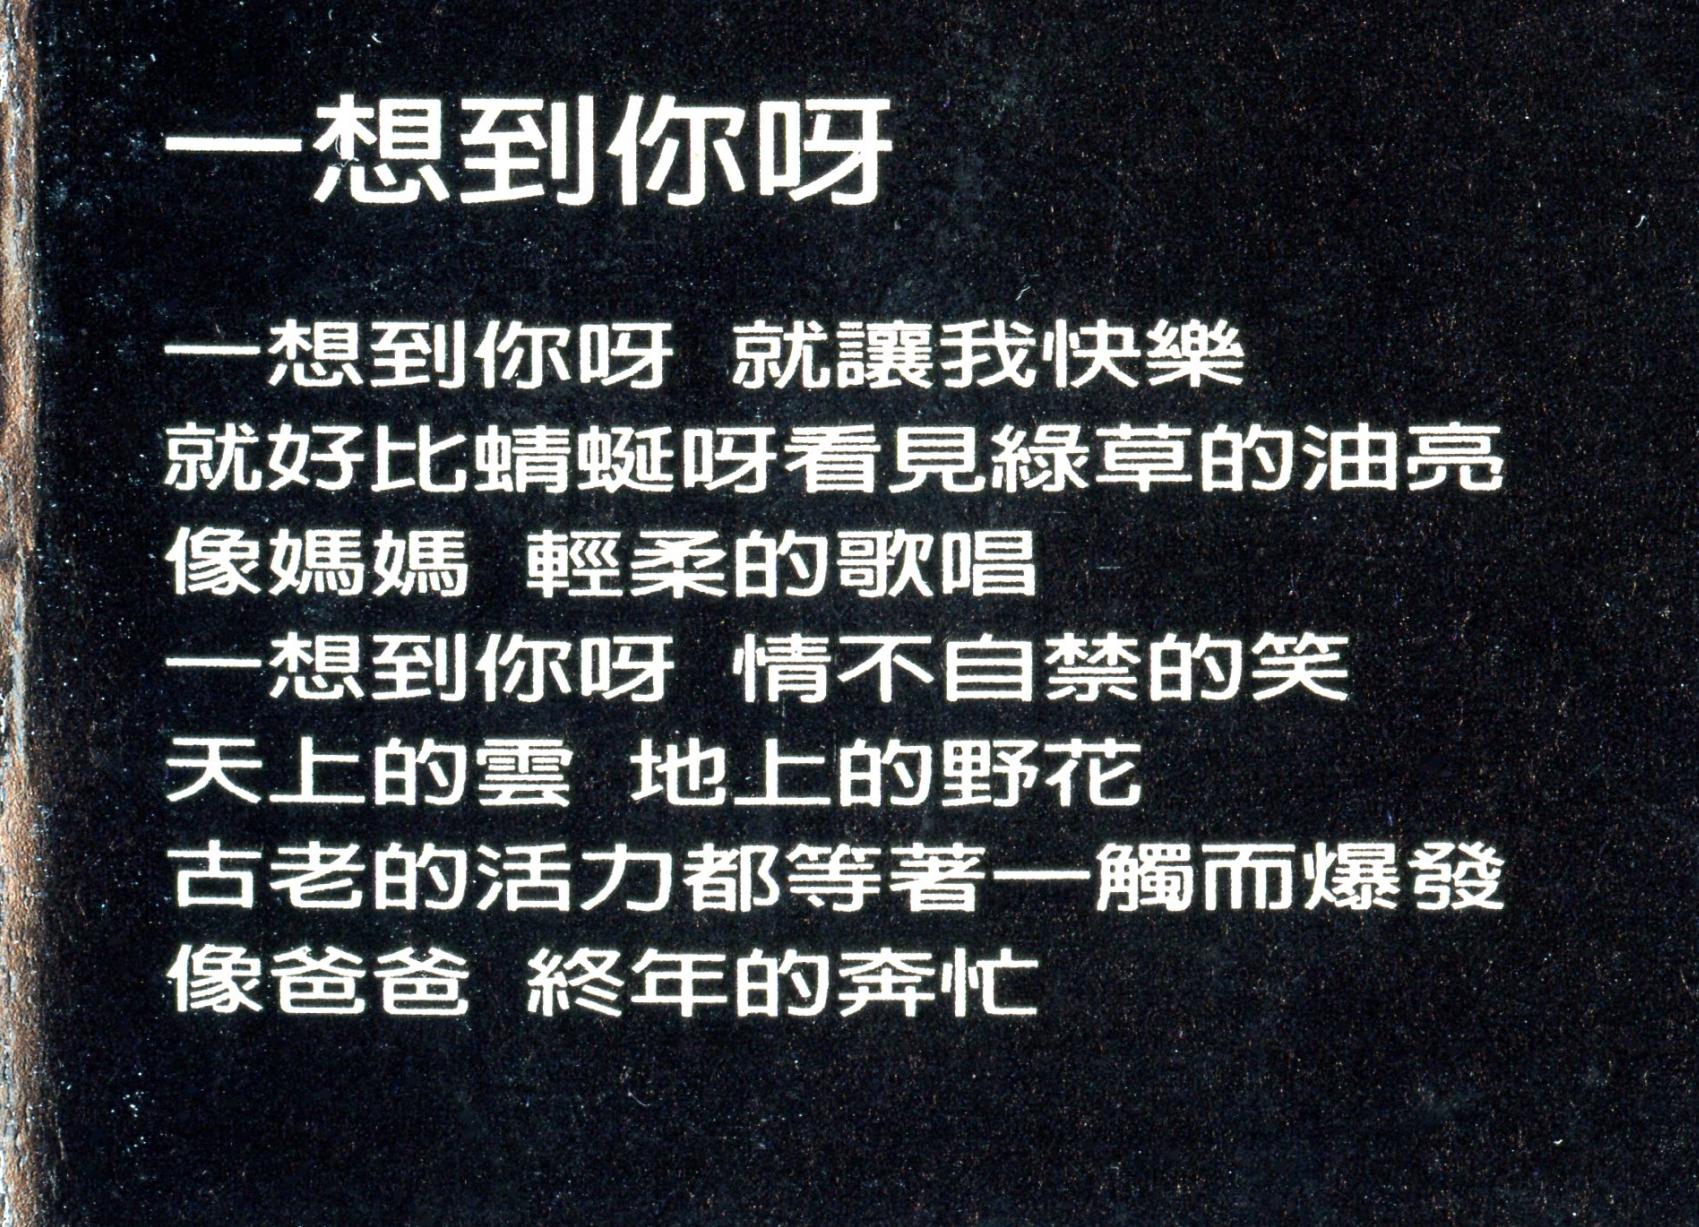 一想到你呀
一想到你呀 就讓我快樂
就好比蜻蜓呀看見綠草的油亮
像媽媽 輕柔的歌唱
一想到你呀 情不自禁的笑
天上的雲 地上的野花
古老的活力都等著一觸而爆發
像爸爸 終年的奔忙